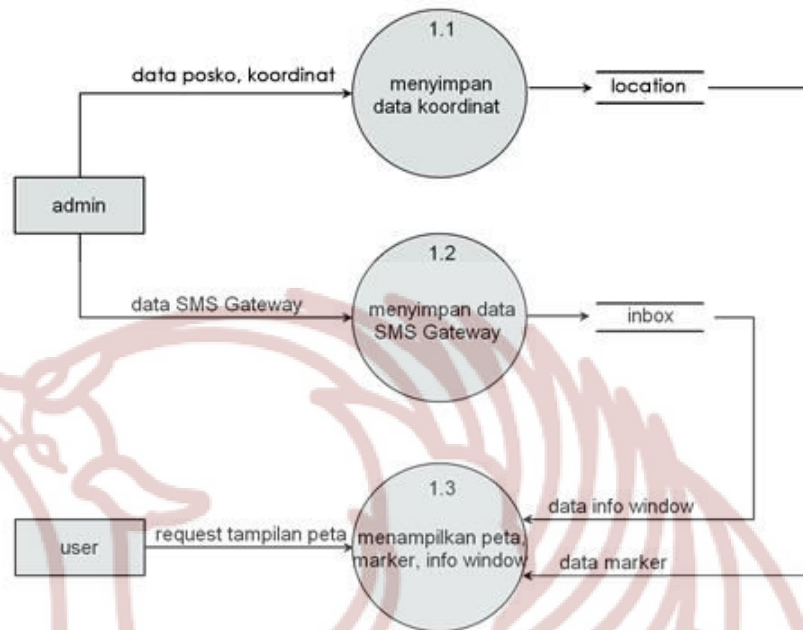 1.1
data posko, koordinat
menyimpan
data koordinat
location
admin
1.2
data SMS Gateway
menyimpan data
SMS Gateway
inbox
1.3
data info window
user
request tampilan peta
menampilkan peta,
marker, info window
data marker